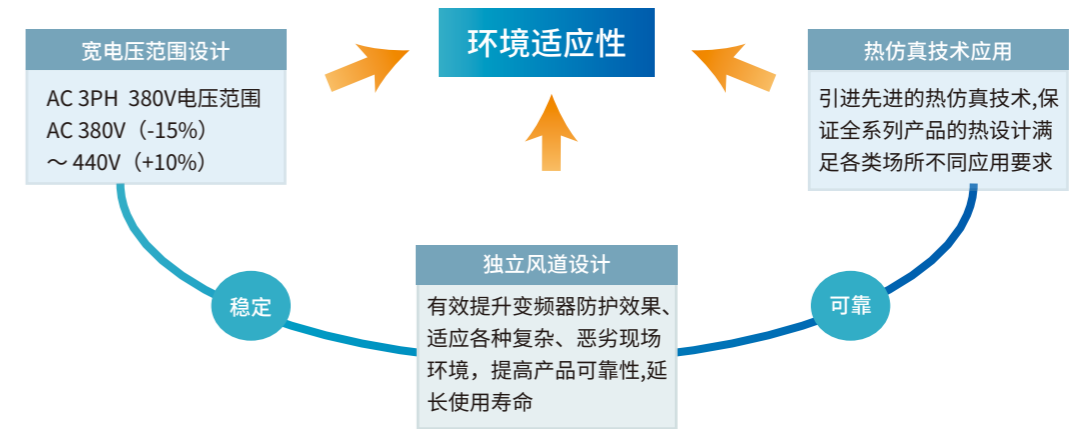 环境适应性
宽电压范围设计
AC 3PH 380V电压范围
AC 380V（-15%）
～ 440V（+10%）
热仿真技术应用
引进先进的热仿真技术,保
证全系列产品的热设计满
足各类场所不同应用要求
稳定
独立风道设计
有效提升变频器防护效果、
适应各种复杂、恶劣现场
环境，提高产品可靠性,延
长使用寿命
可靠